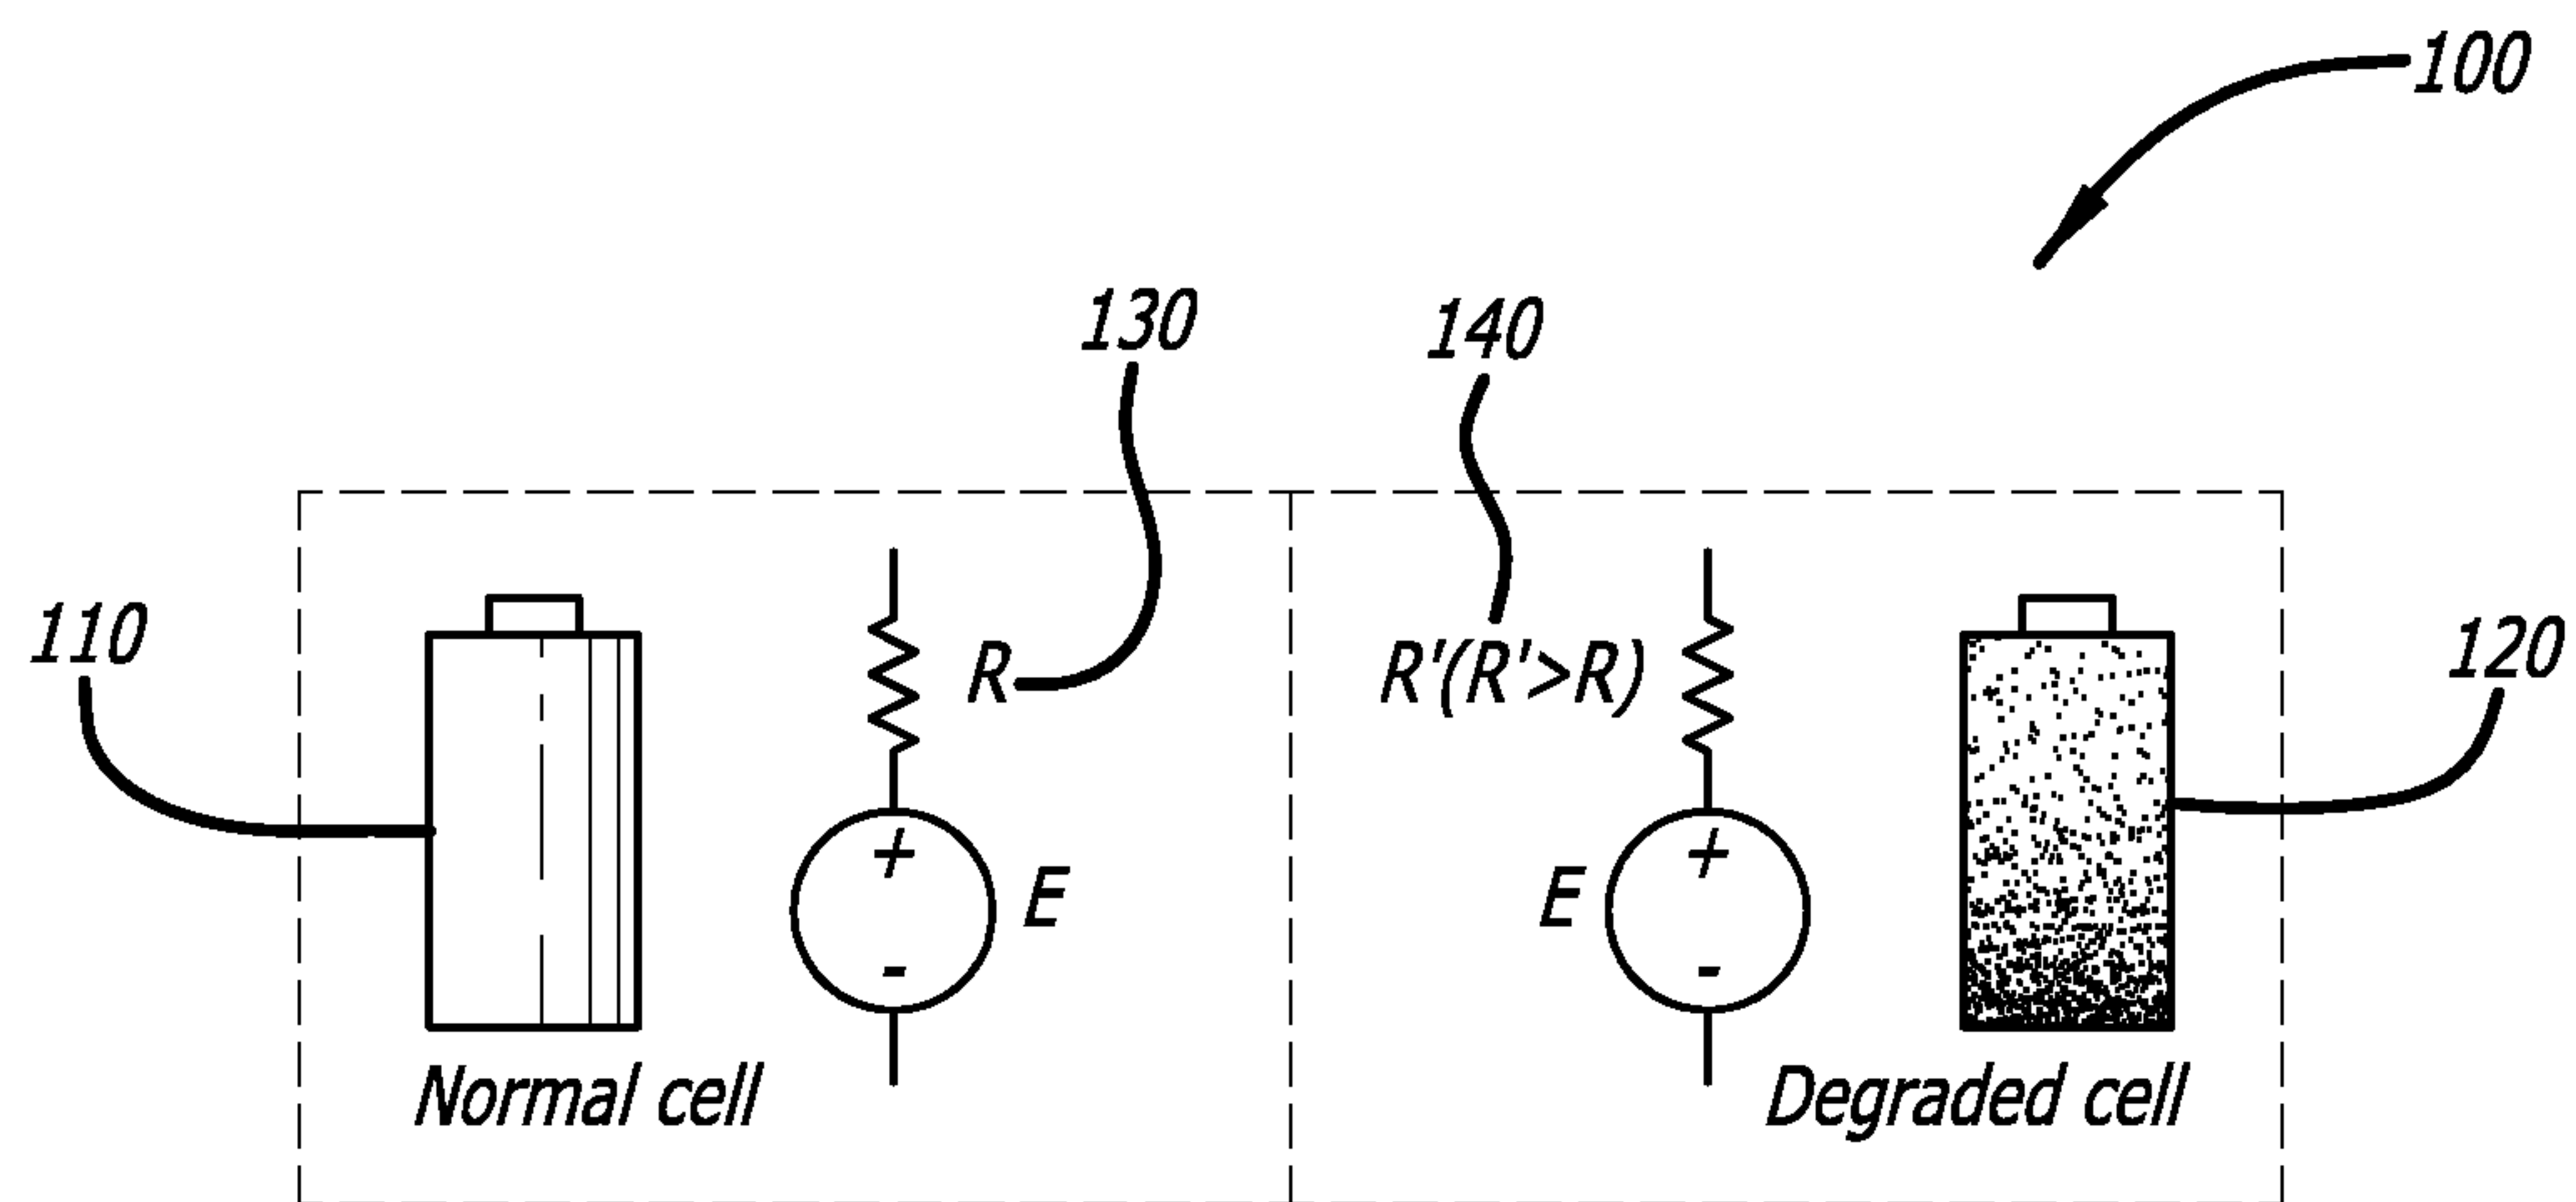 100
130
140
110
R
R'(R'>R)
120
+
+
E
E
-
-
Normal cell
Degraded cell